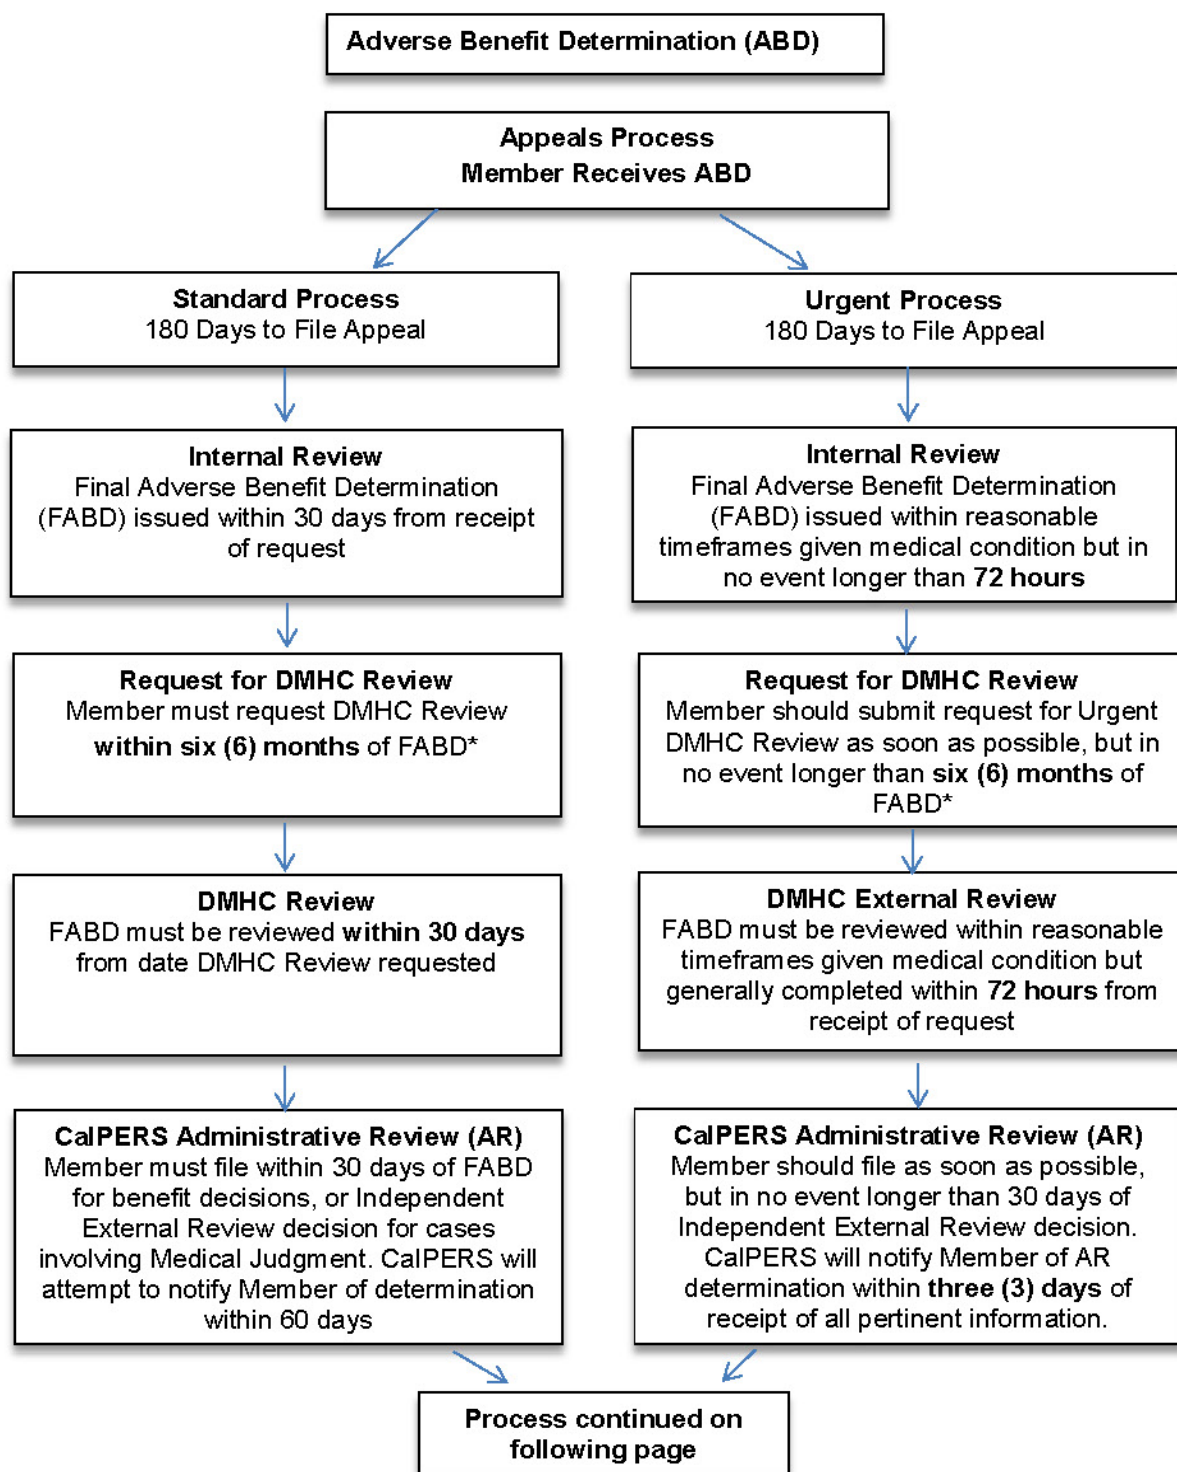 Adverse Benefit Determination (ABD)
Appeals Process
Member Receives ABD
Standard Process
180 Days to File Appeal
Urgent Process
180 Days to File Appeal
Internal Review
Final Adverse Benefit Determination
(FABD) issued within 30 days from receipt
of request
Internal Review
Final Adverse Benefit Determination
(FABD) issued within reasonable
timeframes given medical condition but in
no event longer than 72 hours
Request for DMHC Review
Member must request DMHC Review
within six (6) months of FABD*
Request for DMHC Review
Member should submit request for Urgent
DMHC Review as soon as possible, but in
no event longer than six (6) months of
FABD*
DMHC Review
FABD must be reviewed within 30 days
from date DMHC Review requested
DMHC External Review
FABD must be reviewed within reasonable
timeframes given medical condition but
generally completed within 72 hours from
receipt of request
CalPERS Administrative Review (AR)
Member must file within 30 days of FABD
for benefit decisions, or Independent
External Review decision for cases
involving Medical Judgment. CalPERS will
attempt to notify Member of determination
within 60 days
CalPERS Administrative Review (AR)
Member should file as soon as possible,
but in no event longer than 30 days of
Independent External Review decision.
CalPERS will notify Member of AR
determination within three (3) days of
receipt of all pertinent information.
Process continued on
following page